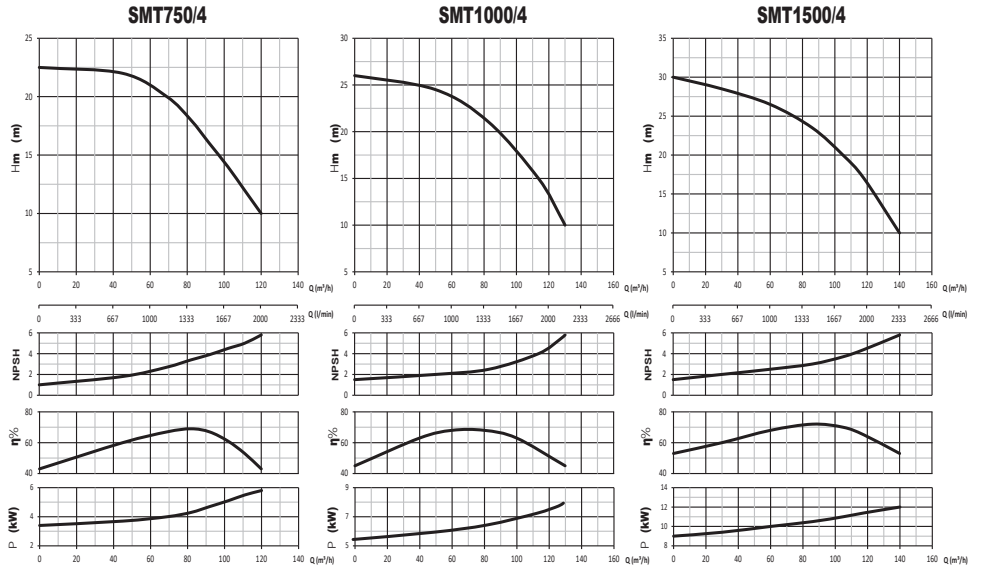 SMT750/4
SMT1000/4
SMT1500/4
Hm (m)
25
20
15
10
5
0 20 40 60 80 100 120 140 Q (m³/h)
0 333 667 1000 1333 1667 2000 2333 Q (l/min)
NPSH
6
4
2
0
η%
80
60
40
P (kW)
6
4
2
0 20 40 60 80 100 120 140 Q (m³/h)
Hm (m)
30
25
20
15
10
5
0 20 40 60 80 100 120 140 160 Q (m³/h)
0 333 667 1000 1333 1667 2000 2333 2666 Q (l/min)
NPSH
6
4
2
0
η%
80
60
40
P (kW)
9
7
5
0 20 40 60 80 100 120 140 160 Q (m³/h)
Hm (m)
35
30
25
20
15
10
5
0 20 40 60 80 100 120 140 160 Q (m³/h)
0 333 667 1000 1333 1667 2000 2333 2666 Q (l/min)
NPSH
6
4
2
0
η%
80
60
40
P (kW)
14
12
10
8
0 20 40 60 80 100 120 140 160 Q (m³/h)